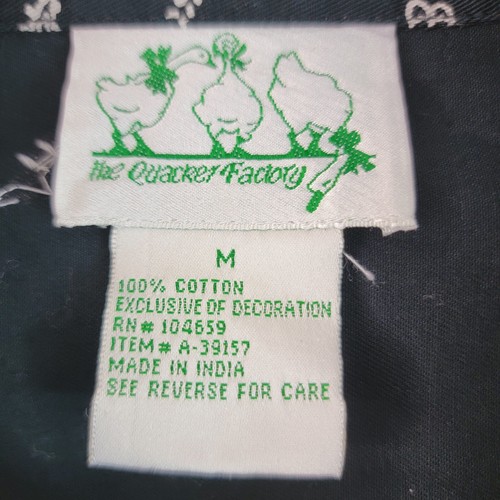 the Quacker Factory
M
100% COTTON
EXCLUSIVE OF DECORATION
RN# 104659
ITEM# A-39157
MADE IN INDIA
SEE REVERSE FOR CARE